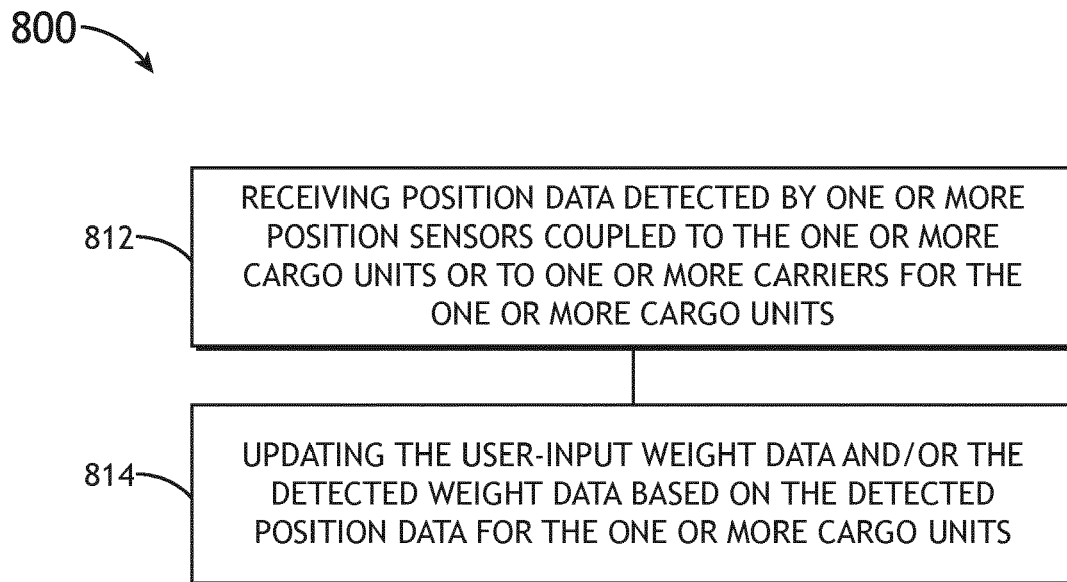 800
812
RECEIVING POSITION DATA DETECTED BY ONE OR MORE
POSITION SENSORS COUPLED TO THE ONE OR MORE
CARGO UNITS OR TO ONE OR MORE CARRIERS FOR THE
ONE OR MORE CARGO UNITS
814
UPDATING THE USER-INPUT WEIGHT DATA AND/OR THE
DETECTED WEIGHT DATA BASED ON THE DETECTED
POSITION DATA FOR THE ONE OR MORE CARGO UNITS